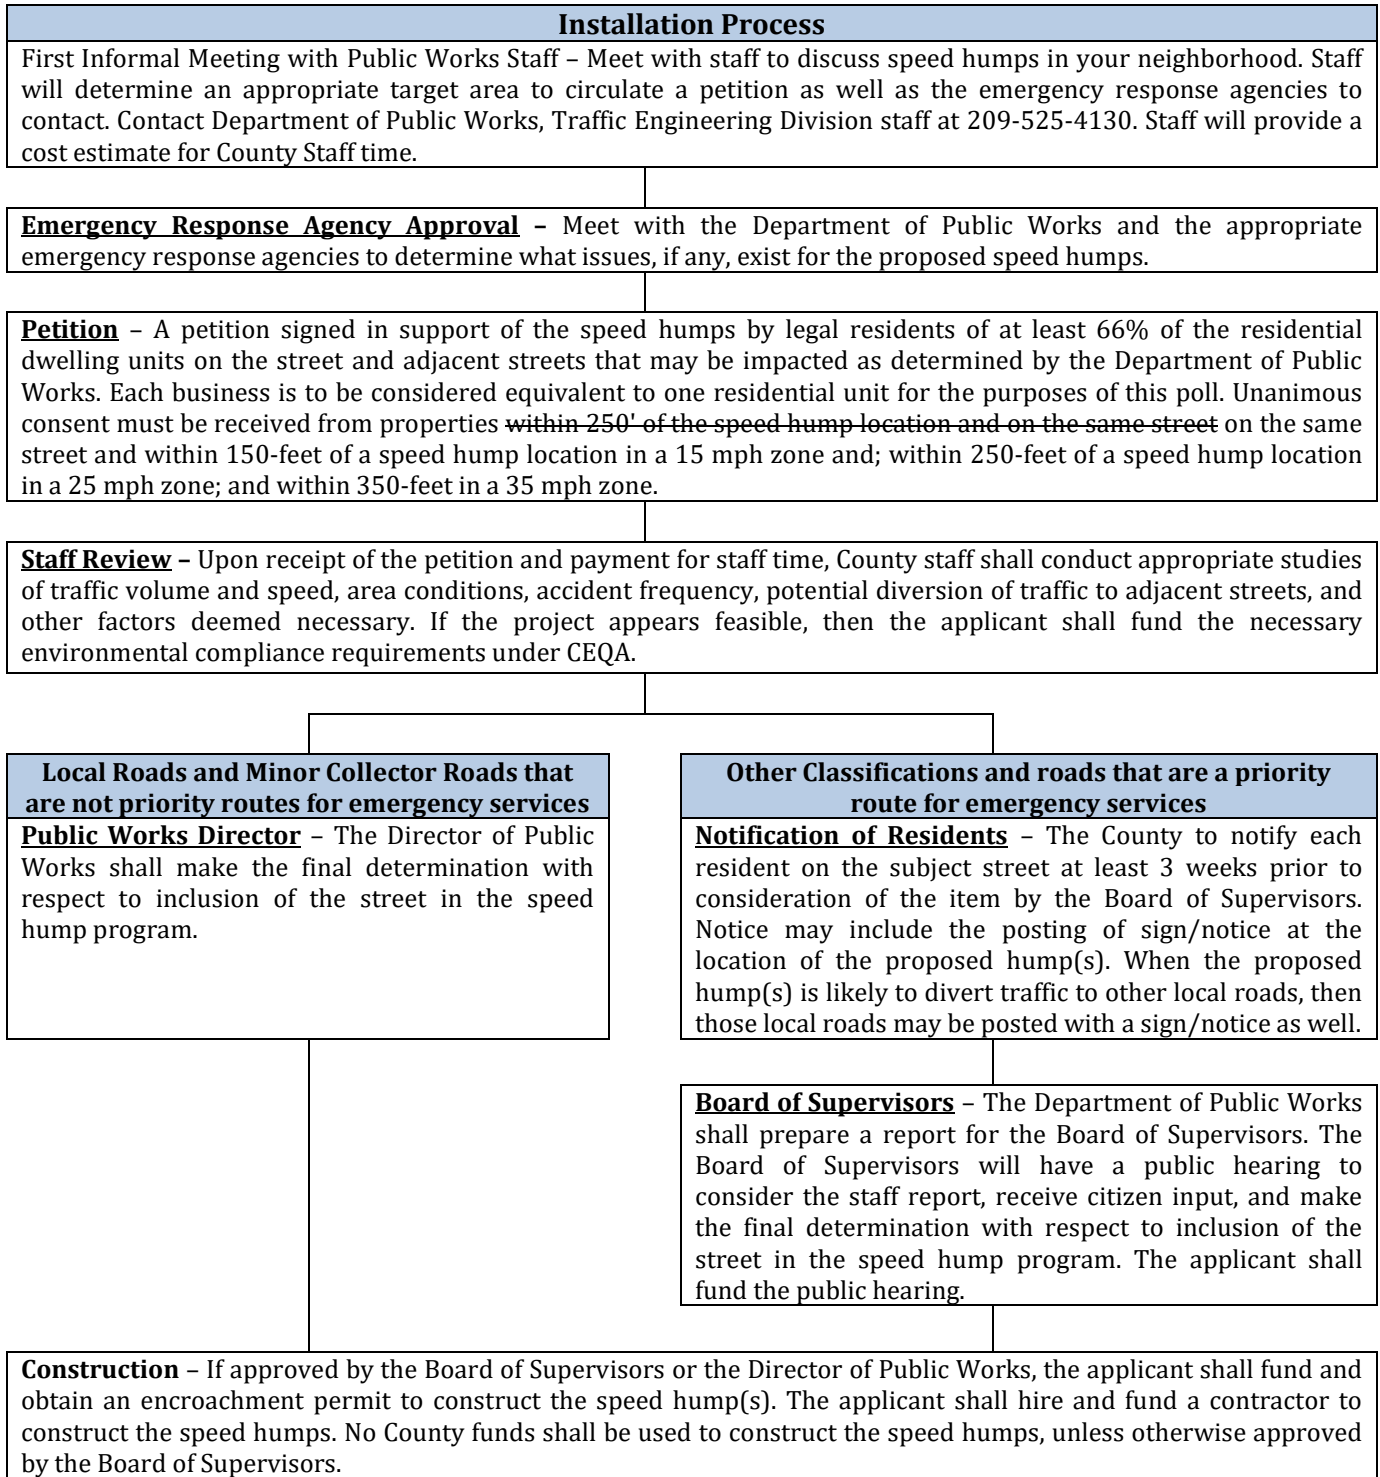 Installation Process
First Informal Meeting with Public Works Staff – Meet with staff to discuss speed humps in your neighborhood. Staff
will determine an appropriate target area to circulate a petition as well as the emergency response agencies to
contact. Contact Department of Public Works, Traffic Engineering Division staff at 209-525-4130. Staff will provide a
cost estimate for County Staff time.
Emergency Response Agency Approval – Meet with the Department of Public Works and the appropriate
emergency response agencies to determine what issues, if any, exist for the proposed speed humps.
Petition – A petition signed in support of the speed humps by legal residents of at least 66% of the residential
dwelling units on the street and adjacent streets that may be impacted as determined by the Department of Public
Works. Each business is to be considered equivalent to one residential unit for the purposes of this poll. Unanimous
consent must be received from properties within 250' of the speed hump location and on the same street on the same
street and within 150-feet of a speed hump location in a 15 mph zone and; within 250-feet of a speed hump location
in a 25 mph zone; and within 350-feet in a 35 mph zone.
Staff Review – Upon receipt of the petition and payment for staff time, County staff shall conduct appropriate studies
of traffic volume and speed, area conditions, accident frequency, potential diversion of traffic to adjacent streets, and
other factors deemed necessary. If the project appears feasible, then the applicant shall fund the necessary
environmental compliance requirements under CEQA.
Local Roads and Minor Collector Roads that
are not priority routes for emergency services
Public Works Director – The Director of Public
Works shall make the final determination with
respect to inclusion of the street in the speed
hump program.
Other Classifications and roads that are a priority
route for emergency services
Notification of Residents – The County to notify each
resident on the subject street at least 3 weeks prior to
consideration of the item by the Board of Supervisors.
Notice may include the posting of sign/notice at the
location of the proposed hump(s). When the proposed
hump(s) is likely to divert traffic to other local roads, then
those local roads may be posted with a sign/notice as well.
Board of Supervisors – The Department of Public Works
shall prepare a report for the Board of Supervisors. The
Board of Supervisors will have a public hearing to
consider the staff report, receive citizen input, and make
the final determination with respect to inclusion of the
street in the speed hump program. The applicant shall
fund the public hearing.
Construction – If approved by the Board of Supervisors or the Director of Public Works, the applicant shall fund and
obtain an encroachment permit to construct the speed hump(s). The applicant shall hire and fund a contractor to
construct the speed humps. No County funds shall be used to construct the speed humps, unless otherwise approved
by the Board of Supervisors.